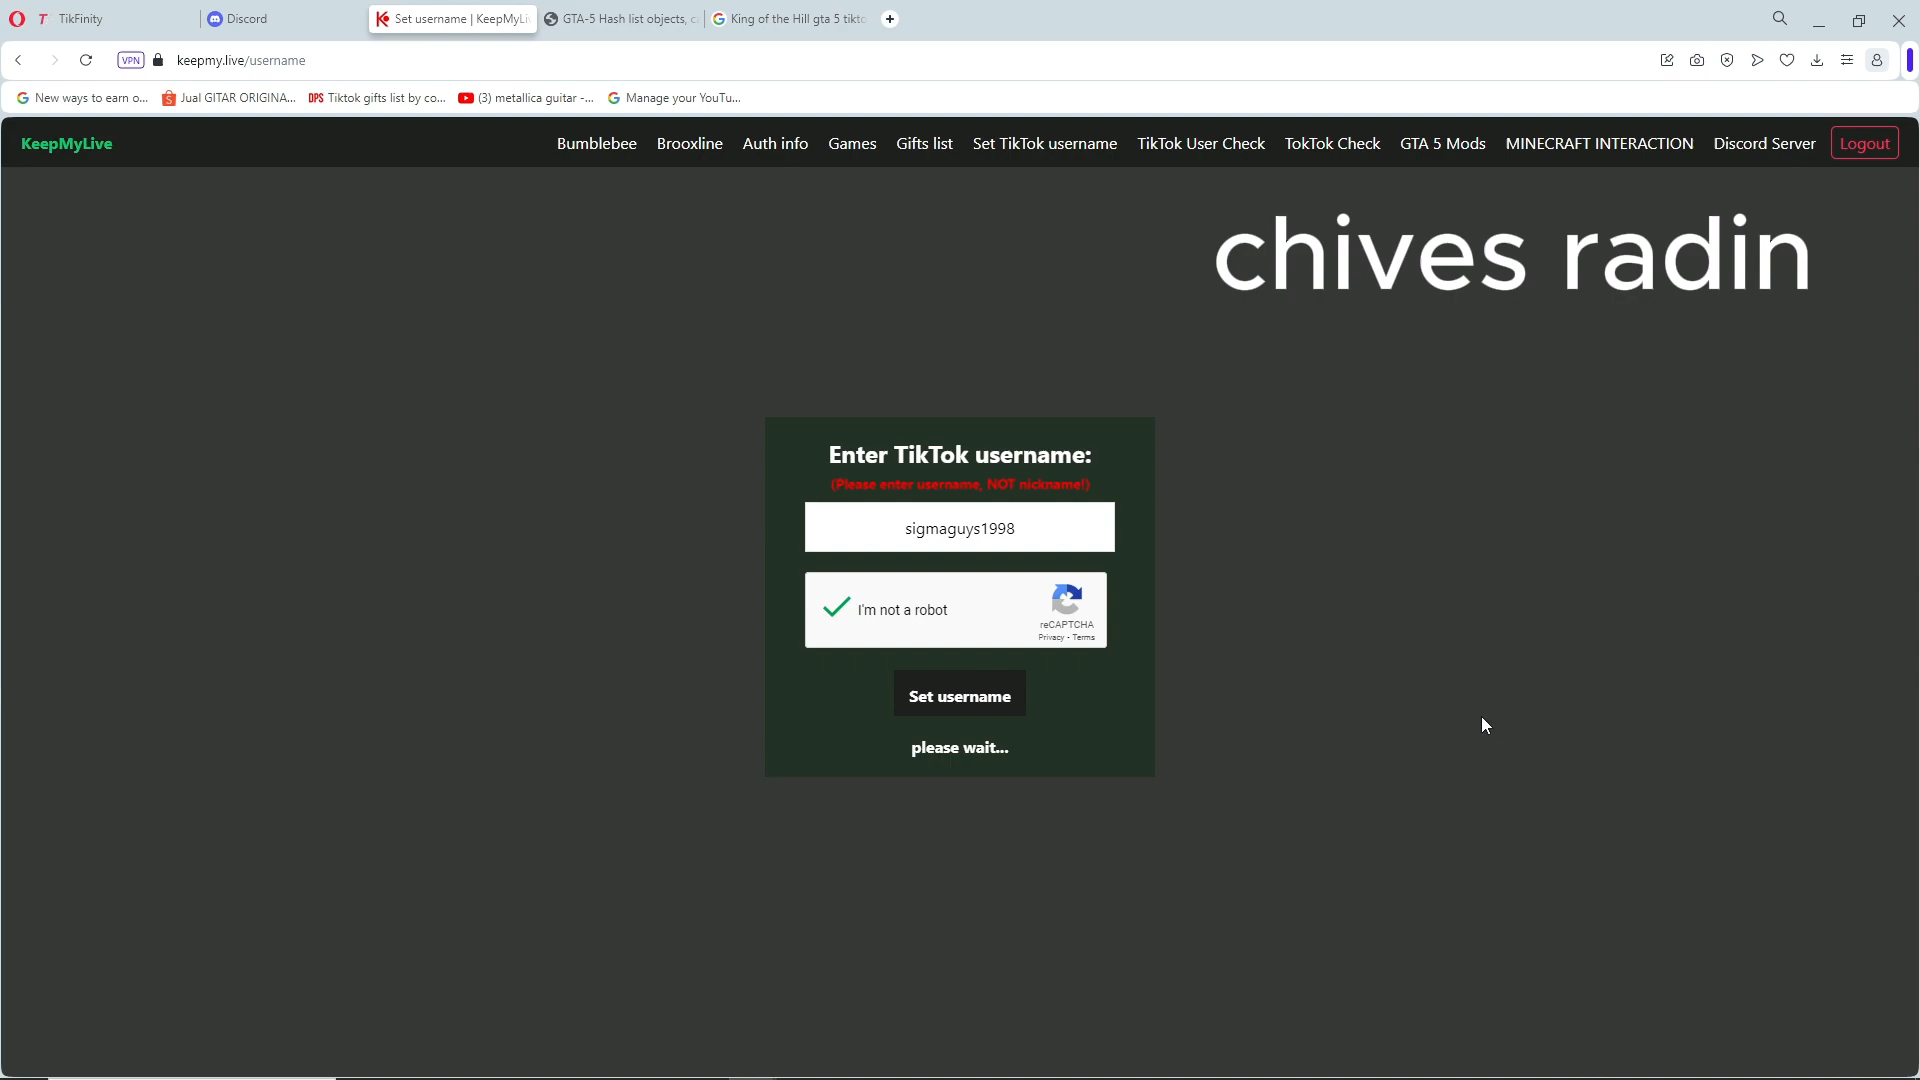 TikFinity
Discord
Set username | KeepMyLiv
GTA-5 Hash list objects, c
King of the Hill gta 5 tikto
VPN
keepmy.live/username
New ways to earn o...
Jual GITAR ORIGINA...
DPS
Tiktok gifts list by co...
(3) metallica guitar -...
Manage your YouTu...
KeepMyLive
Bumblebee
Brooxline
Auth info
Games
Gifts list
Set TikTok username
TikTok User Check
TokTok Check
GTA 5 Mods
MINECRAFT INTERACTION
Discord Server
Logout
chives radin
Enter TikTok username:
(Please enter username, NOT nickname!)
sigmaguys1998
I'm not a robot
reCAPTCHA
Privacy - Terms
Set username
please wait...